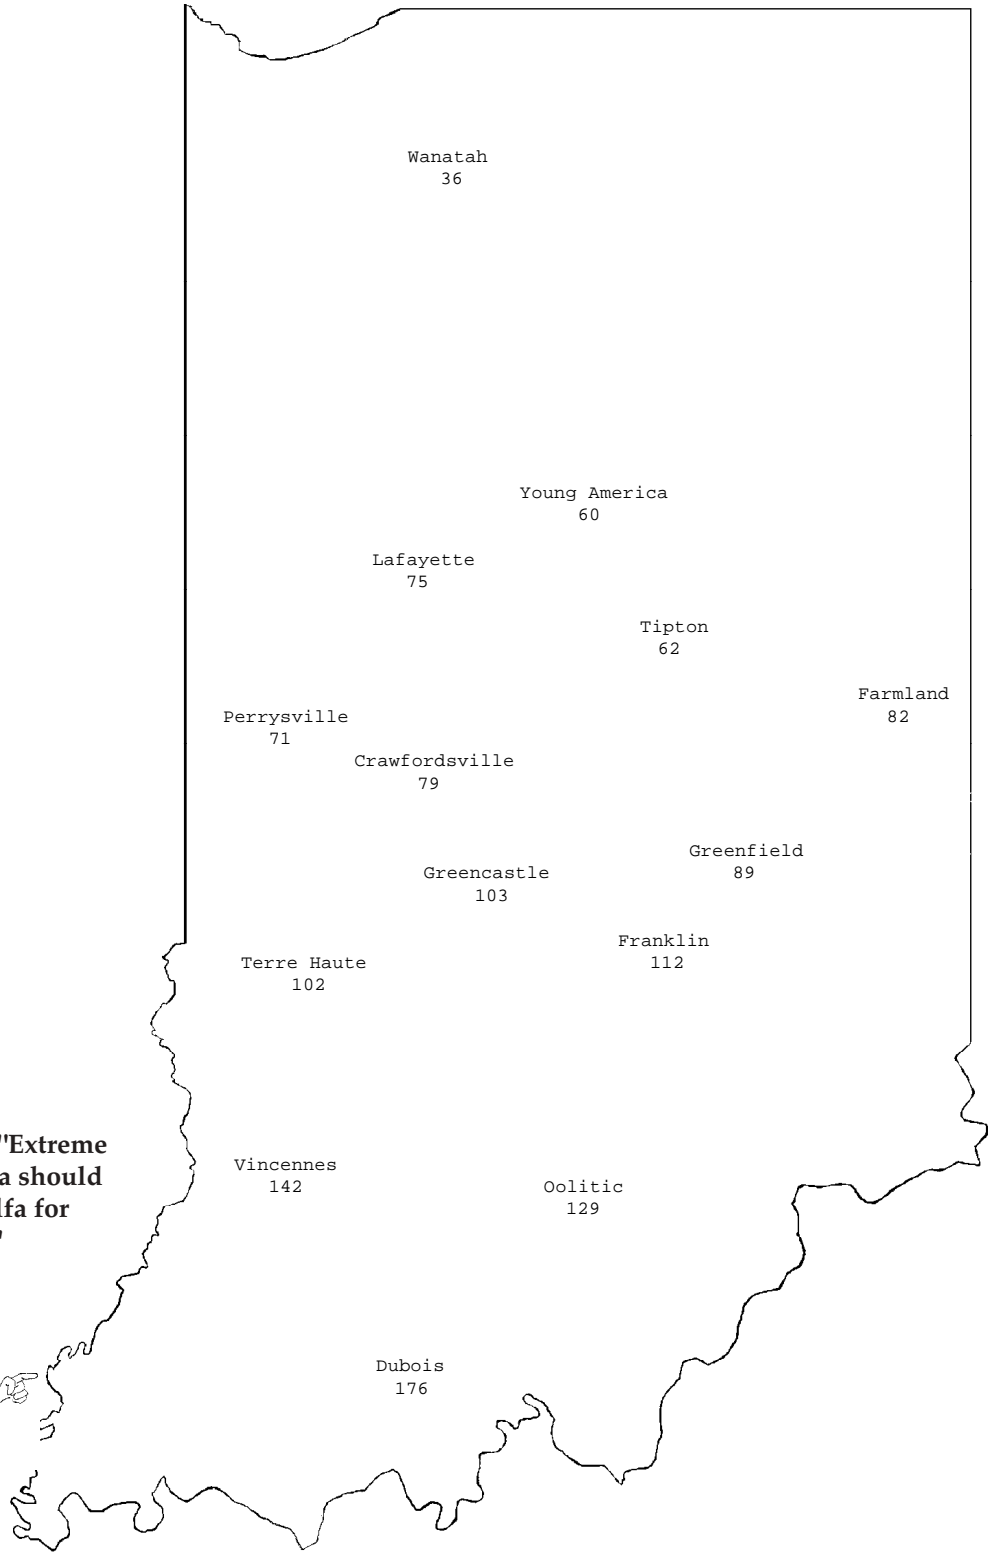 Wanatah
36
Young America
60
Lafayette
75
Tipton
62
Farmland
82
Perrysville
71
Crawfordsville
79
Greenfield
89
Greencastle
103
Franklin
112
Terre Haute
102
"Extreme
a should
lfa for
"
Vincennes
142
Oolitic
129
Dubois
176